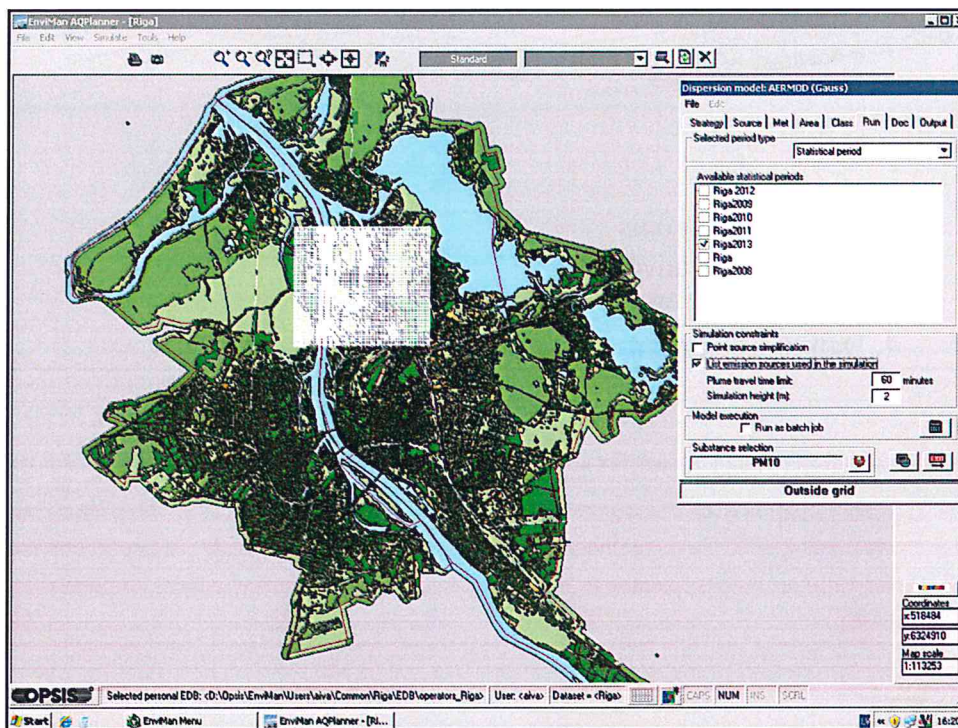 EnviMan AQPlanner - [Riga]
File Edit View Simulate Tools Help
Standard
Dispersion model: AERMOD (Gauss)
File Edit
Strategy Source Met Area Class Run Doc Output
Selected period type
Statistical period
Available statistical periods
Riga 2012
Riga2009
Riga2010
Riga2011
Riga2013
Riga
Riga2008
Simulation constraints
Point source simplification
List emission sources used in the simulation
Plume travel time limit: 60 minutes
Simulation height (m): 2
Model execution
Run as batch job
Substance selection
PM10
Outside grid
Coordinates
x:518484
y:6324910
Map scale
1:113253
OPSIS Selected personal EDB: <D:\Opsis\EnviMan\Users\aiva\Common\Riga\EDB\operators_Riga> User: <aiva> Dataset = <Riga> CAPS NUM INS SCRL
Start EnviMan Menu EnviMan AQPlanner - [Ri...